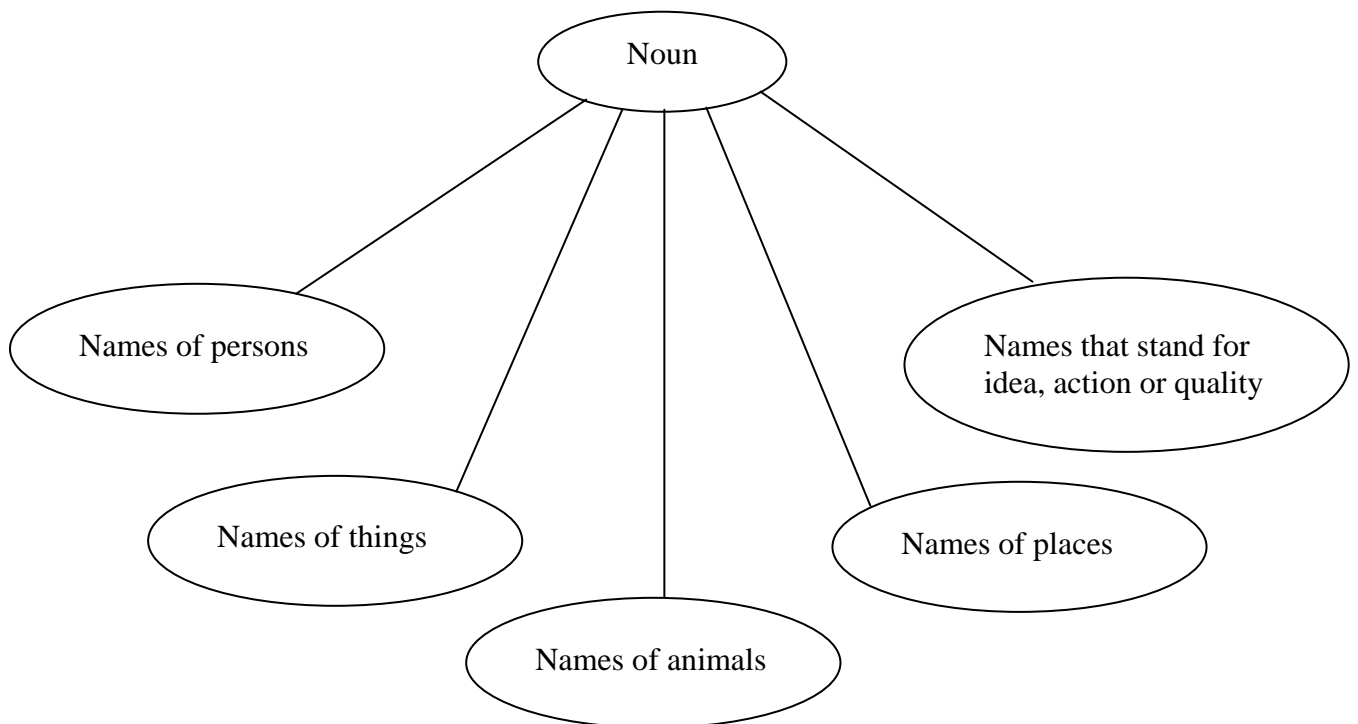 Noun
Names of persons
Names that stand for
idea, action or quality
Names of things
Names of places
Names of animals